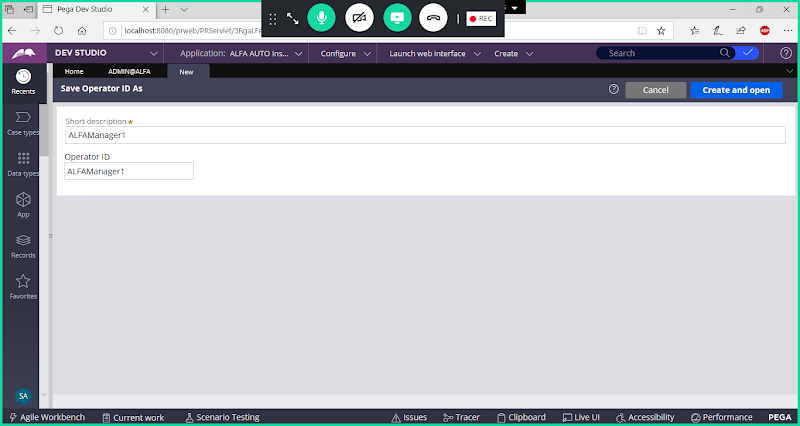 Pega Dev Studio
localhost:8080/prweb/PRServlet/3RgaLFe
REC
ABP
DEV STUDIO
Application: ALFA AUTO Ins...
Configure
Launch web interface
Create
Search
Home
ADMIN@ALFA
New
Recents
Save Operator ID As
Cancel
Create and open
Short description ★
ALFAManager1
Operator ID
ALFAManager1
Case types
Data types
App
Records
Favorites
SA
Agile Workbench
Current work
Scenario Testing
Issues
Tracer
Clipboard
Live UI
Accessibility
Performance
PEGA